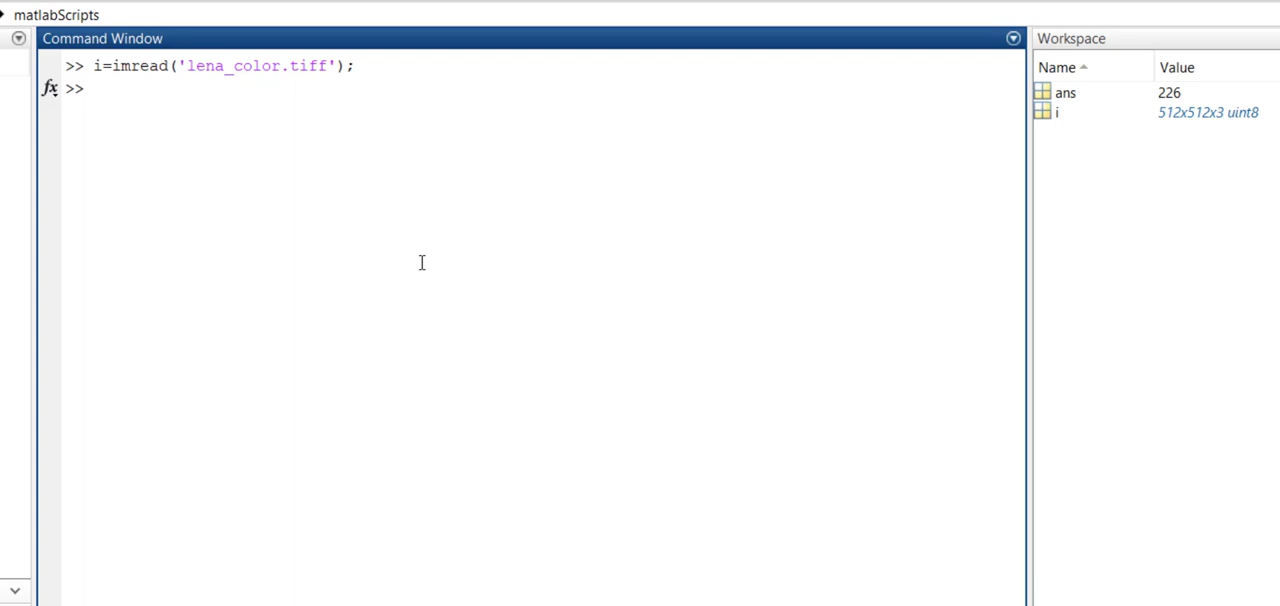 matlabScripts
Command Window
>> i=imread('lena_color.tiff');
fx >>
Workspace
Name Value
ans 226
i 512x512x3 uint8